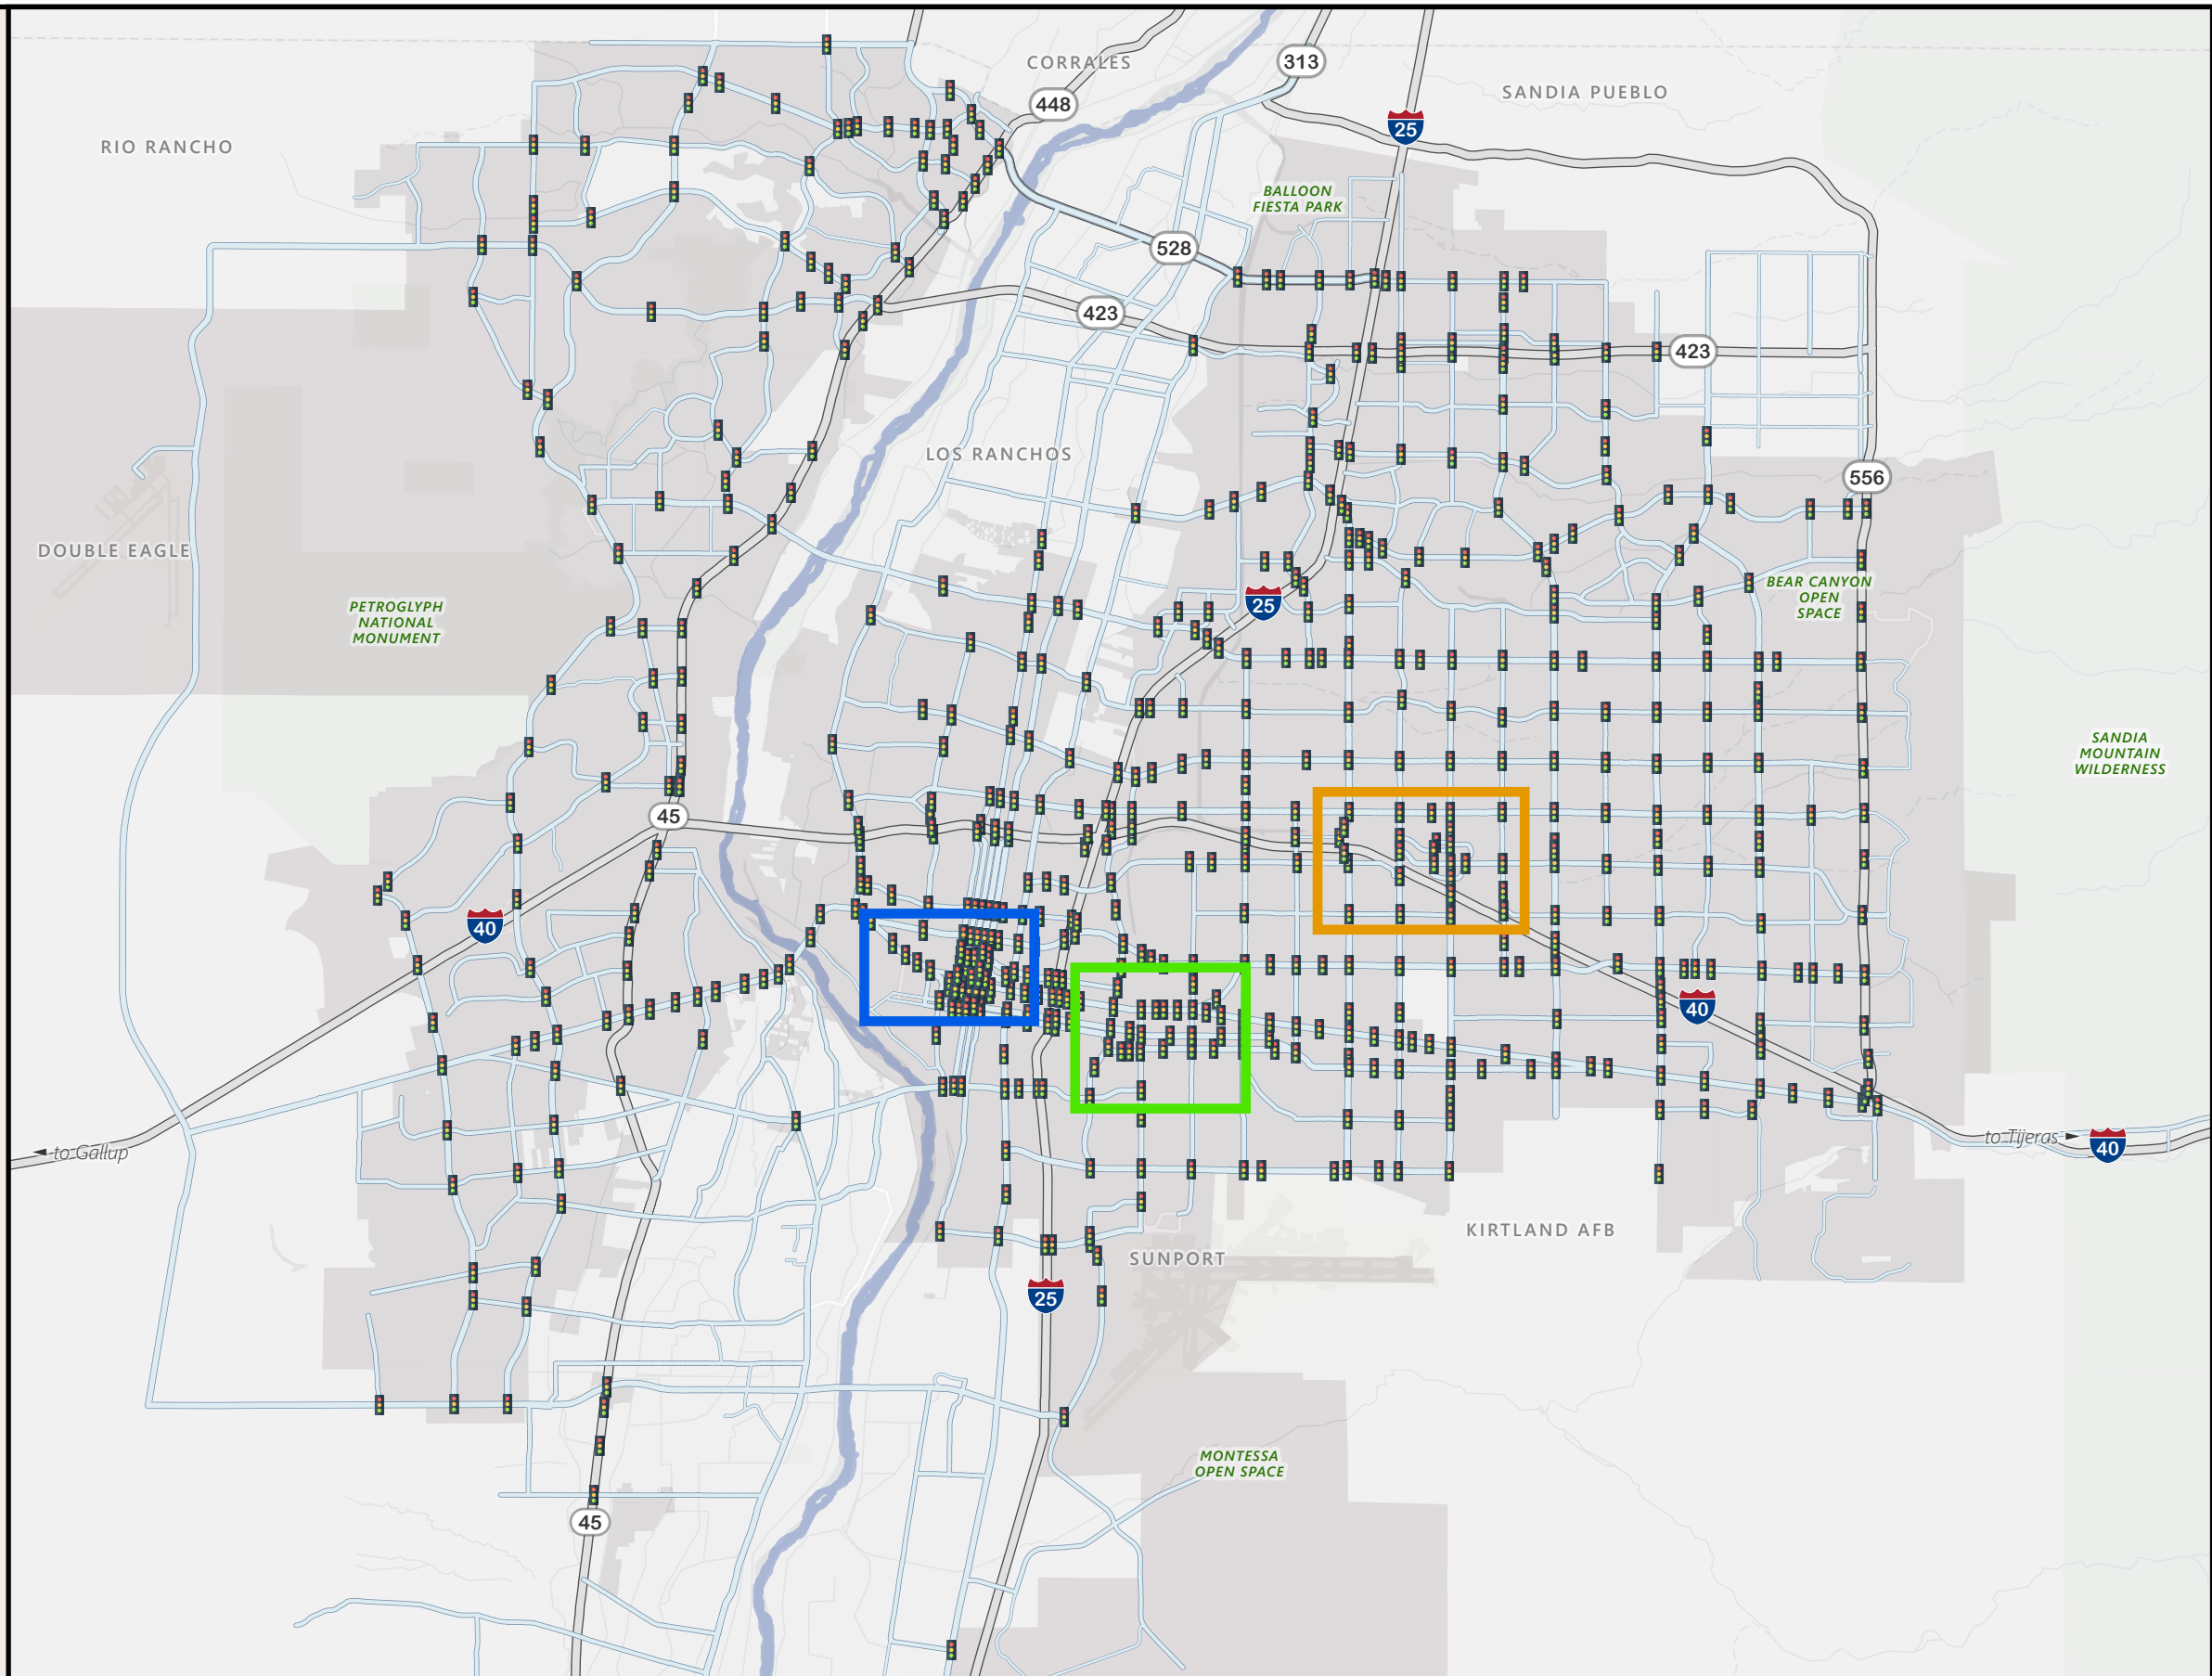 CORRALES
313
448
SANDIA PUEBLO
25
RIO RANCHO
BALLOON
FIESTA PARK
528
423
423
LOS RANCHOS
556
DOUBLE EAGLE
PETROGLYPH
NATIONAL
MONUMENT
25
BEAR CANYON
OPEN
SPACE
SANDIA
MOUNTAIN
WILDERNESS
45
40
40
to Gallup
to Tijeras
40
KIRTLAND AFB
SUNPORT
25
MONTESSA
OPEN SPACE
45